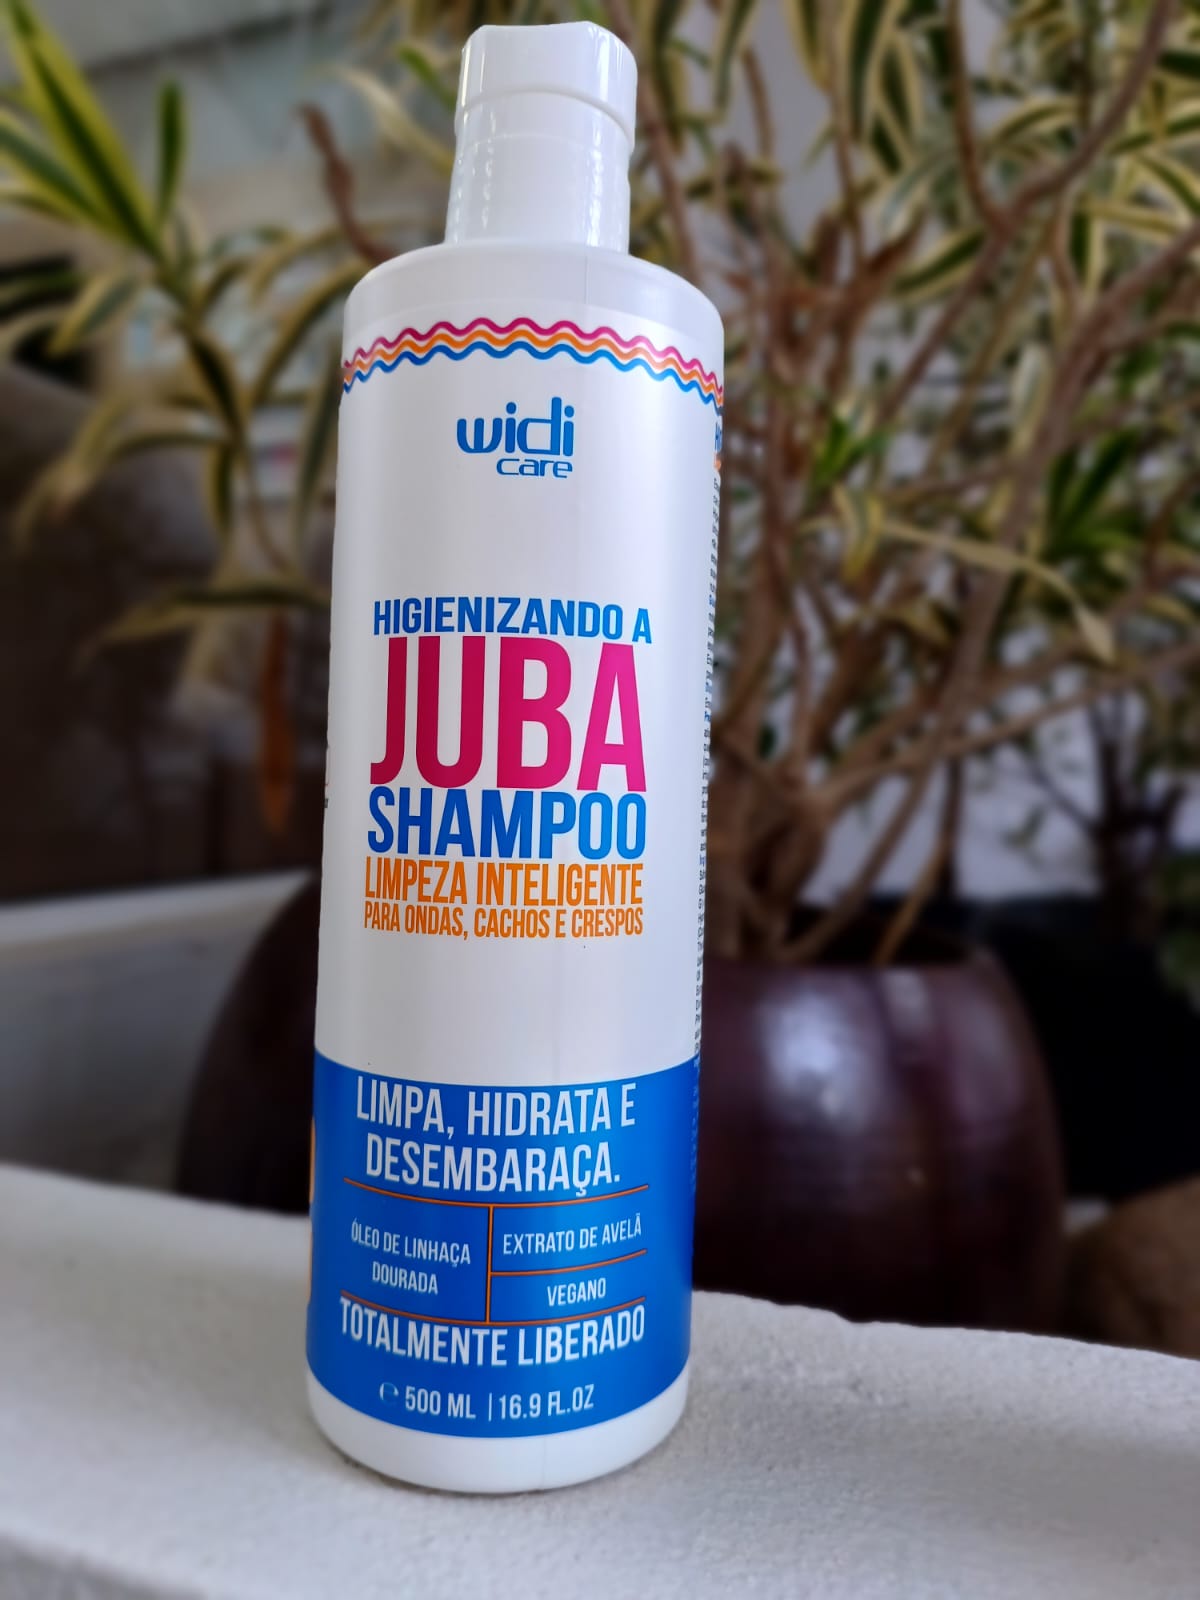 widi
care
HIGIENIZANDO A
JUBA
SHAMPOO
LIMPEZA INTELIGENTE
PARA ONDAS, CACHOS E CRESPOS
LIMPA, HIDRATA E
DESEMBARAÇA.
ÓLEO DE LINHAÇA
DOURADA
EXTRATO DE AVELÃ
VEGANO
TOTALMENTE LIBERADO
℮ 500 ML | 16.9 FL.OZ